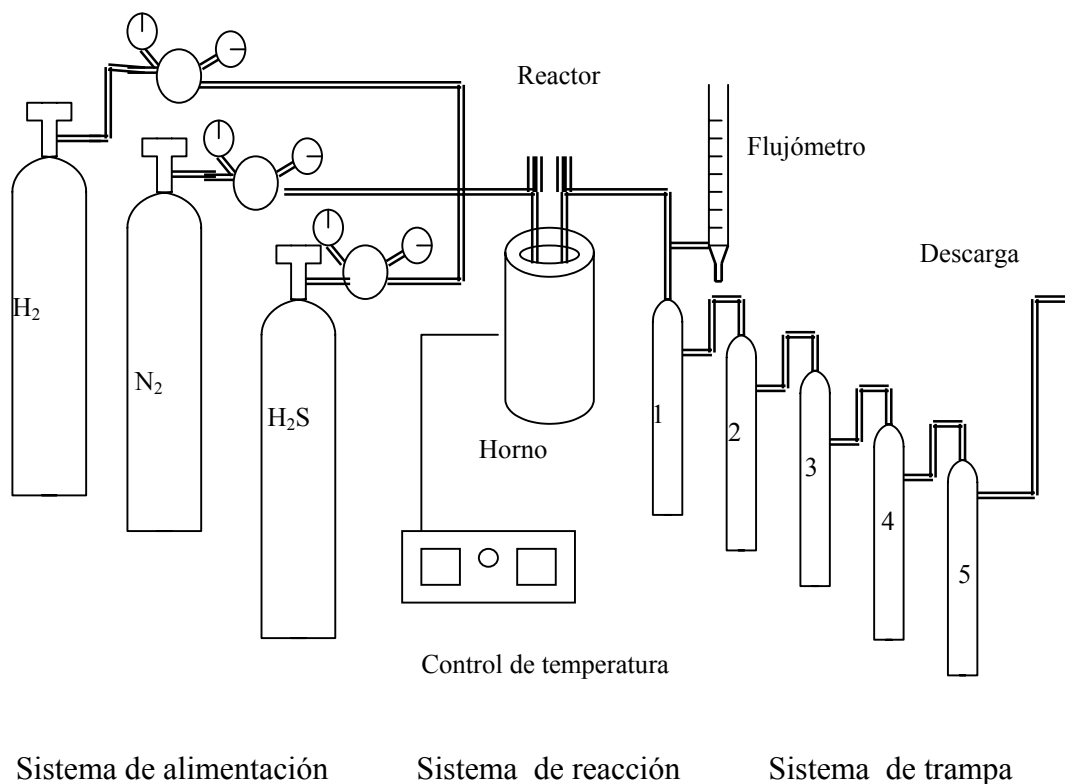 Reactor
Flujómetro
Descarga
H₂
N₂
H₂S
1
2
3
4
5
Horno
Control de temperatura
Sistema de alimentación
Sistema de reacción
Sistema de trampa